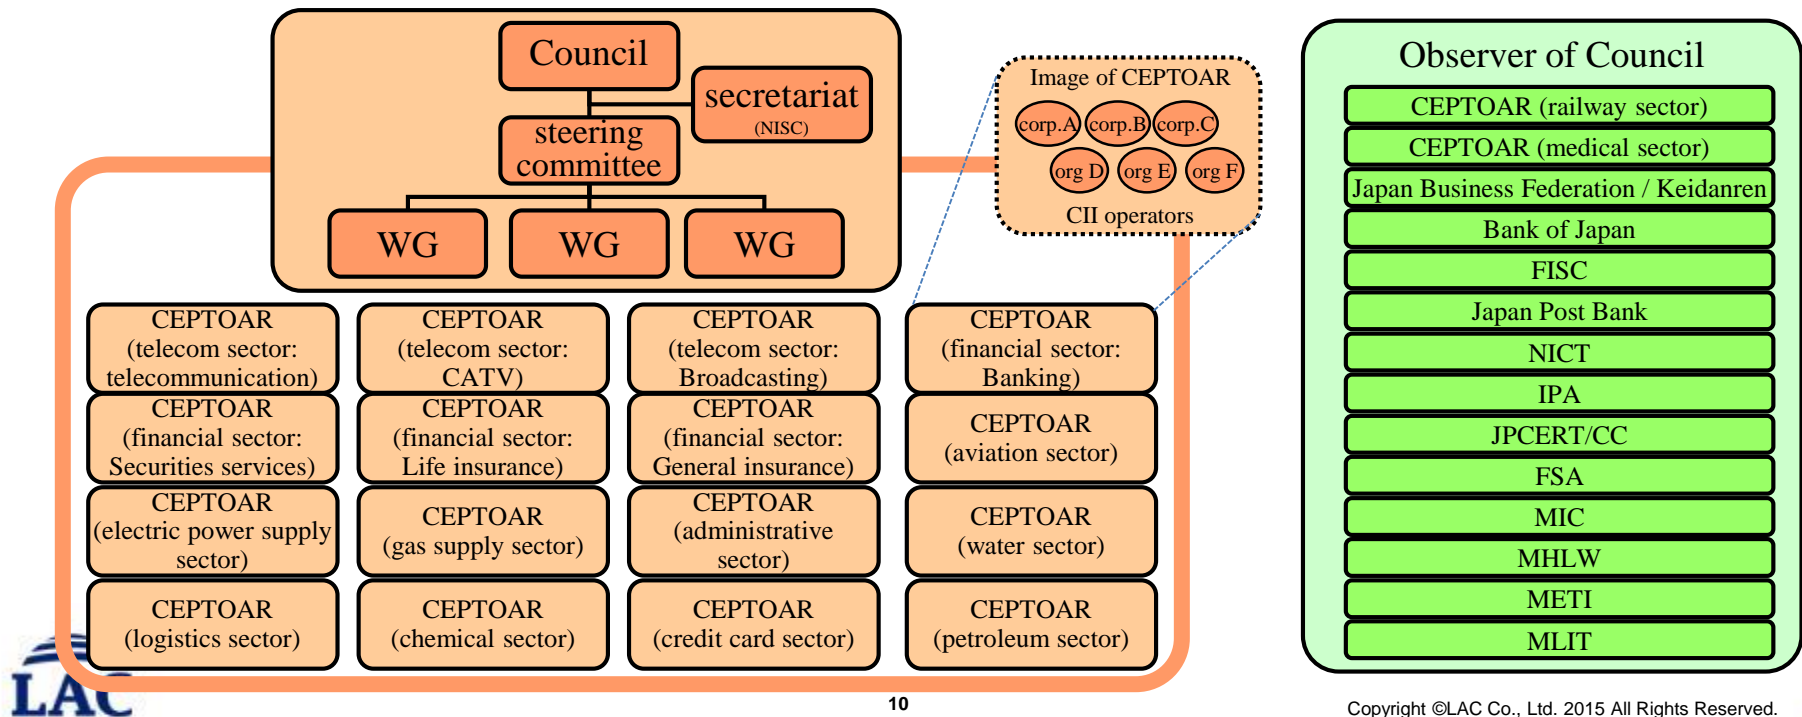 Council
secretariat
(NISC)
steering
committee
WG
WG
WG
Image of CEPTOAR
corp.A
corp.B
corp.C
org D
org E
org F
CII operators
CEPTOAR
(telecom sector:
telecommunication)
CEPTOAR
(telecom sector:
CATV)
CEPTOAR
(telecom sector:
Broadcasting)
CEPTOAR
(financial sector:
Banking)
CEPTOAR
(financial sector:
Securities services)
CEPTOAR
(financial sector:
Life insurance)
CEPTOAR
(financial sector:
General insurance)
CEPTOAR
(aviation sector)
CEPTOAR
(electric power supply
sector)
CEPTOAR
(gas supply sector)
CEPTOAR
(administrative
sector)
CEPTOAR
(water sector)
CEPTOAR
(logistics sector)
CEPTOAR
(chemical sector)
CEPTOAR
(credit card sector)
CEPTOAR
(petroleum sector)
Observer of Council
CEPTOAR (railway sector)
CEPTOAR (medical sector)
Japan Business Federation / Keidanren
Bank of Japan
FISC
Japan Post Bank
NICT
IPA
JPCERT/CC
FSA
MIC
MHLW
METI
MLIT
LAC
10
Copyright ©LAC Co., Ltd. 2015 All Rights Reserved.